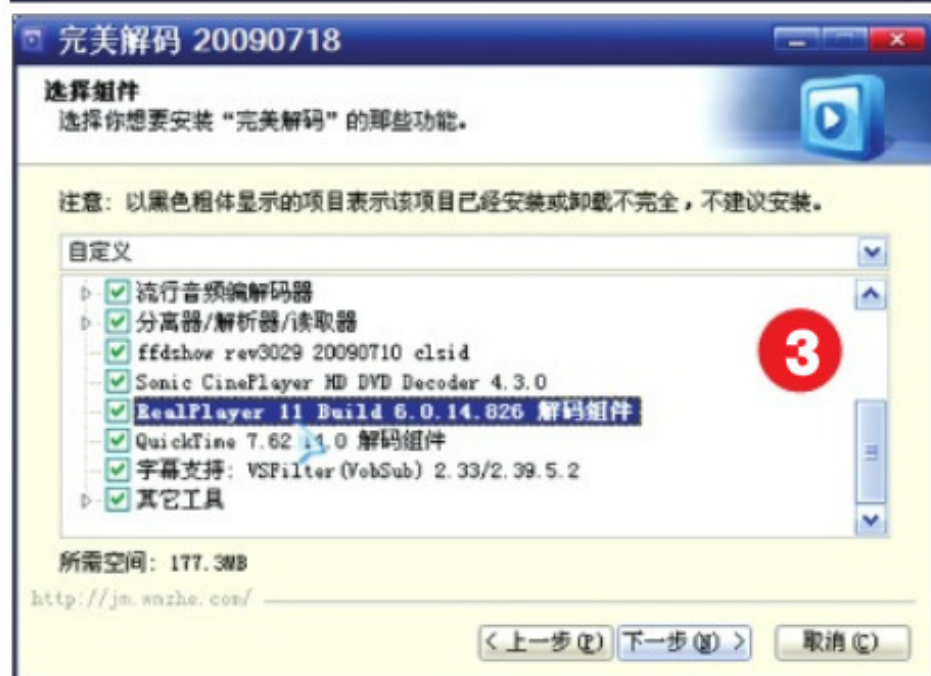 完美解码 20090718
选择组件
选择你想要安装“完美解码”的那些功能。
注意：以黑色粗体显示的项目表示该项目已经安装或卸载不完全，不建议安装。
自定义
流行音频编解码器
分离器/解析器/读取器
ffdshow rev3029 20090710 clsid
Sonic CinePlayer HD DVD Decoder 4.3.0
3
RealPlayer 11 Build 6.0.14.826 解码组件
QuickTime 7.62 14.0 解码组件
字幕支持: VSFilter(VobSub) 2.33/2.39.5.2
其它工具
所需空间: 177.3MB
http://jm.wmzhe.com/
< 上一步(P) 下一步(N) > 取消(C)